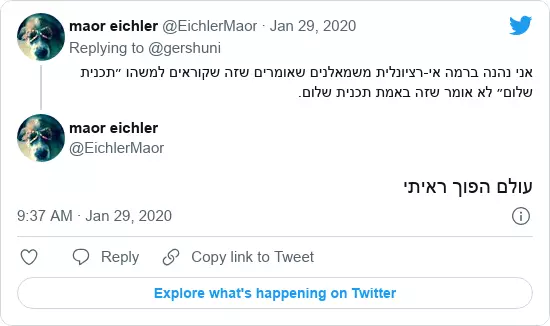 maor eichler @EichlerMaor · Jan 29, 2020
Replying to @gershuni
אני נהנה ברמה אי-רציונלית משמאלנים שאומרים שזה שקוראים למשהו ״תכנית
שלום״ לא אומר שזה באמת תכנית שלום.
maor eichler
@EichlerMaor
עולם הפוך ראיתי
9:37 AM · Jan 29, 2020
Reply
Copy link to Tweet
Explore what's happening on Twitter